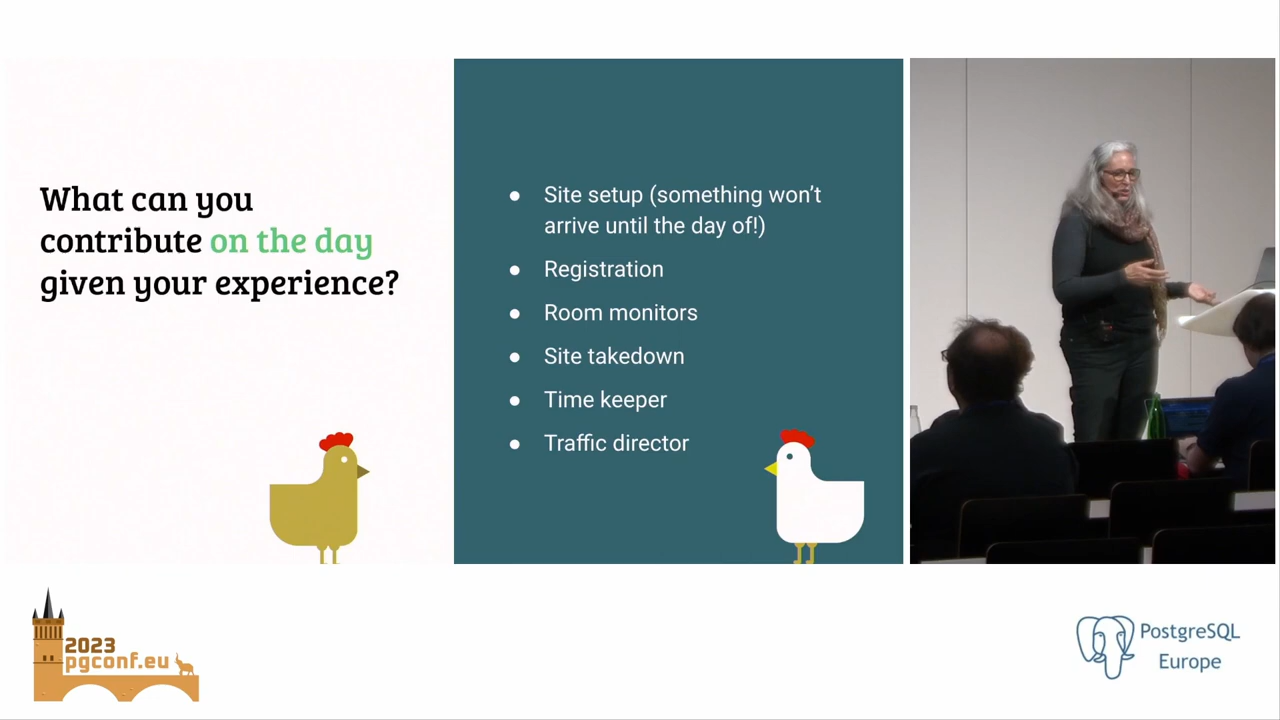 What can you
contribute on the day
given your experience?
● Site setup (something won't
arrive until the day of!)
● Registration
● Room monitors
● Site takedown
● Time keeper
● Traffic director
2023
pgconf.eu
PostgreSQL
Europe